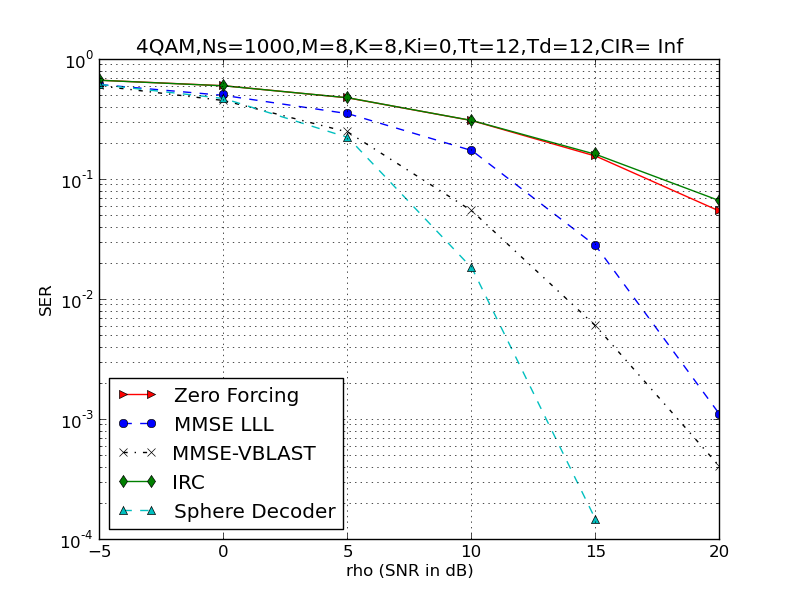 4QAM,Ns=1000,M=8,K=8,Ki=0,Tt=12,Td=12,CIR= Inf
10^0
10^-1
10^-2
10^-3
10^-4
SER
Zero Forcing
MMSE LLL
MMSE-VBLAST
IRC
Sphere Decoder
−5 0 5 10 15 20
rho (SNR in dB)